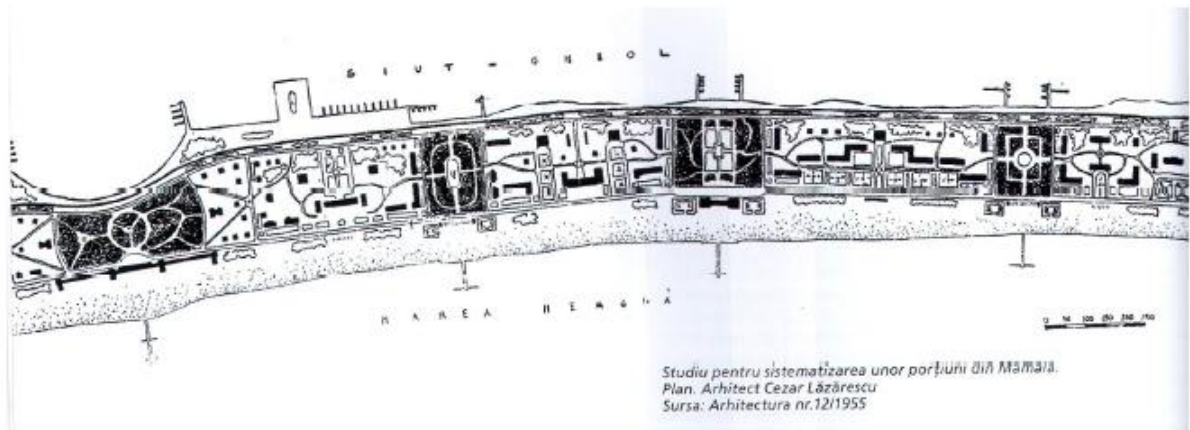 SIUT - GHEOL
MAREA NEAGRĂ
Studiu pentru sistematizarea unor porțiuni din Mamaia.
Plan. Arhitect Cezar Lăzărescu
Sursa: Arhitectura nr.12/1955